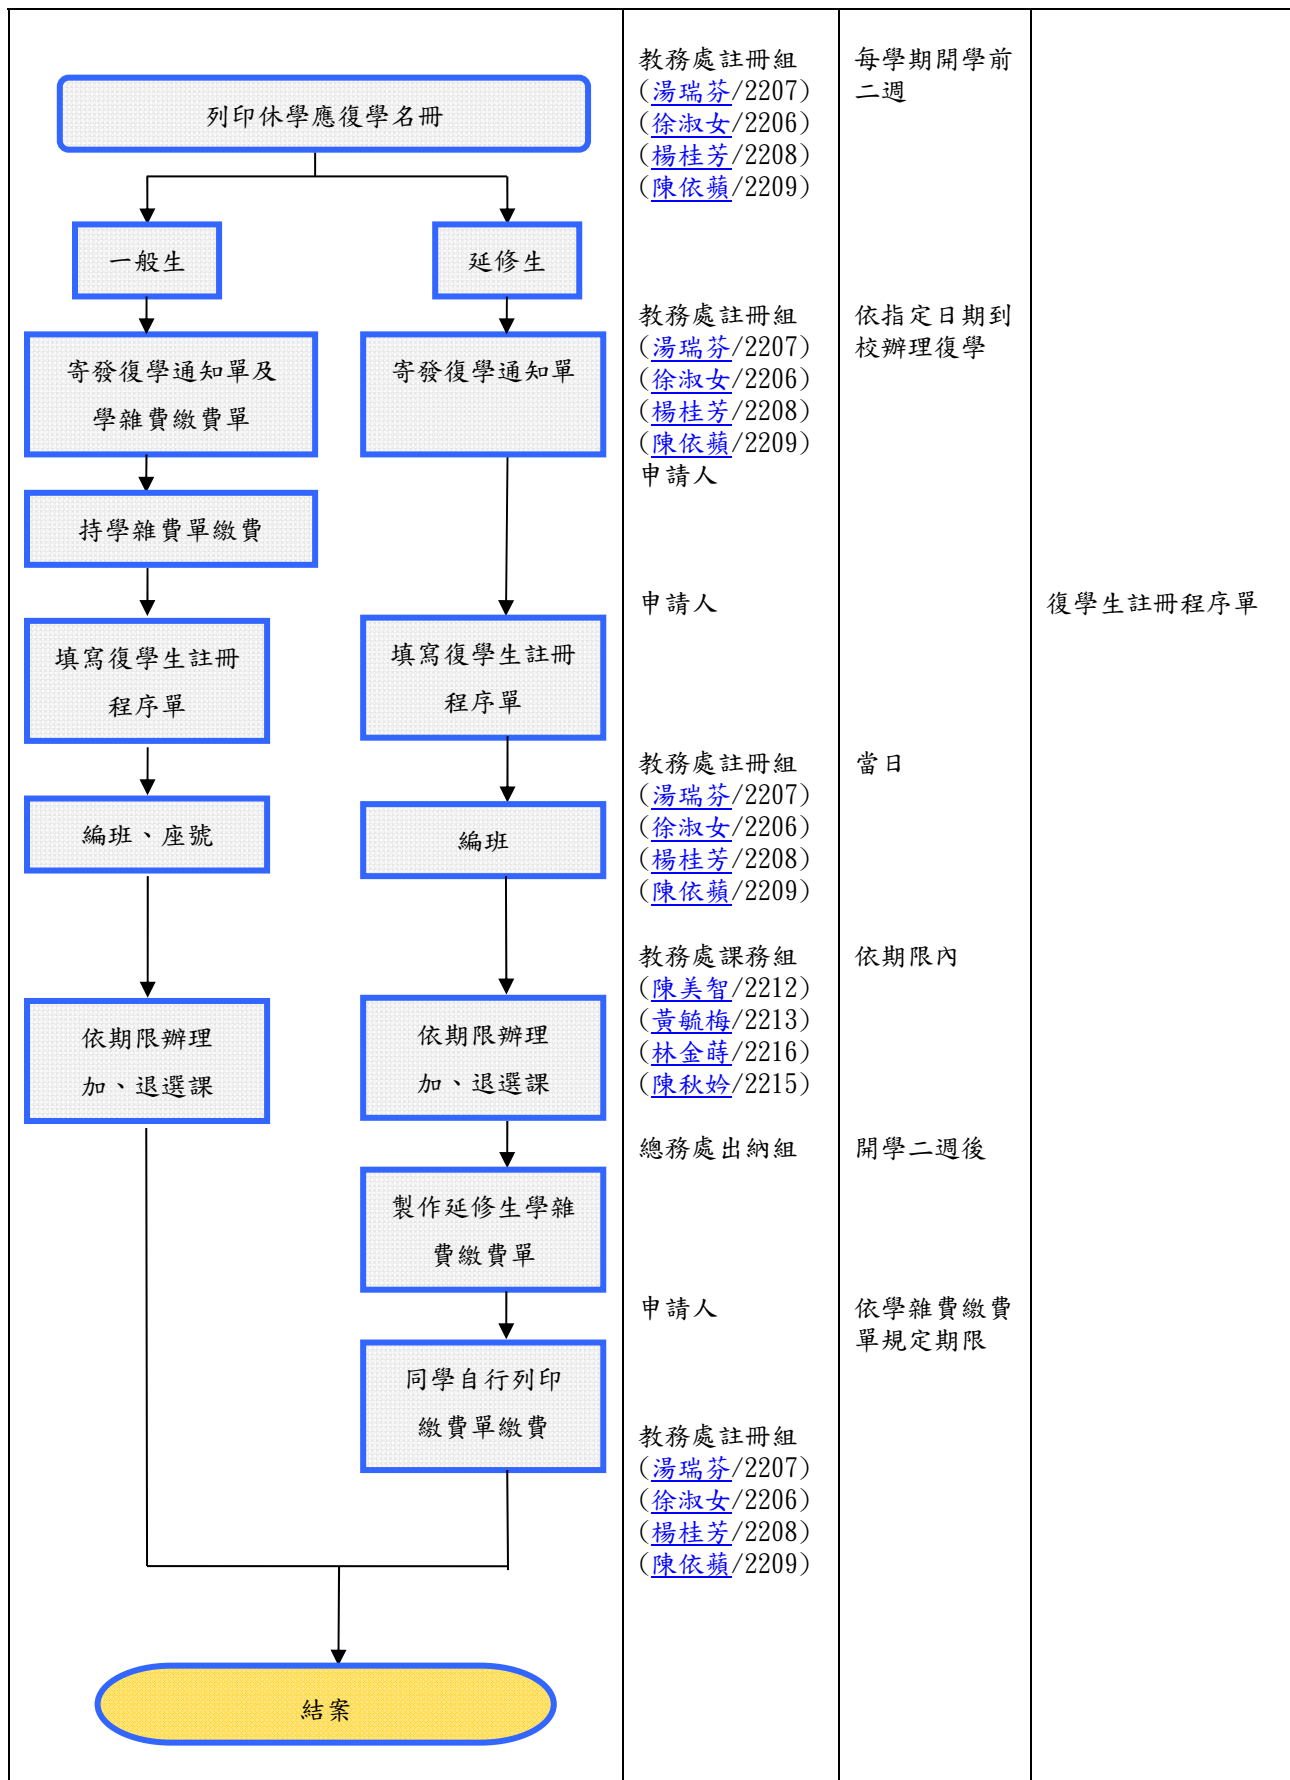 列印休學應復學名冊
一般生
延修生
寄發復學通知單及
學雜費繳費單
寄發復學通知單
持學雜費單繳費
填寫復學生註冊
程序單
填寫復學生註冊
程序單
編班、座號
編班
依期限辦理
加、退選課
依期限辦理
加、退選課
製作延修生學雜
費繳費單
同學自行列印
繳費單繳費
結案
教務處註冊組
(湯瑞芬/2207)
(徐淑女/2206)
(楊桂芳/2208)
(陳依蘋/2209)
教務處註冊組
(湯瑞芬/2207)
(徐淑女/2206)
(楊桂芳/2208)
(陳依蘋/2209)
申請人
申請人
教務處註冊組
(湯瑞芬/2207)
(徐淑女/2206)
(楊桂芳/2208)
(陳依蘋/2209)
教務處課務組
(陳美智/2212)
(黃毓梅/2213)
(林金蒔/2216)
(陳秋妗/2215)
總務處出納組
申請人
教務處註冊組
(湯瑞芬/2207)
(徐淑女/2206)
(楊桂芳/2208)
(陳依蘋/2209)
每學期開學前
二週
依指定日期到
校辦理復學
當日
依期限內
開學二週後
依學雜費繳費
單規定期限
復學生註冊程序單